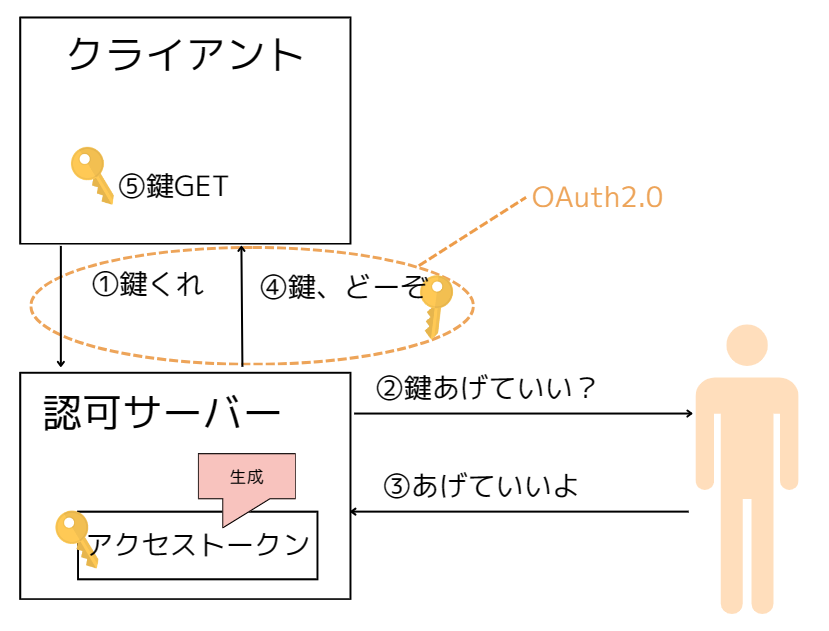 クライアント
⑤鍵GET
OAuth2.0
①鍵くれ
④鍵、どーぞ
②鍵あげていい？
認可サーバー
生成
③あげていいよ
アクセストークン